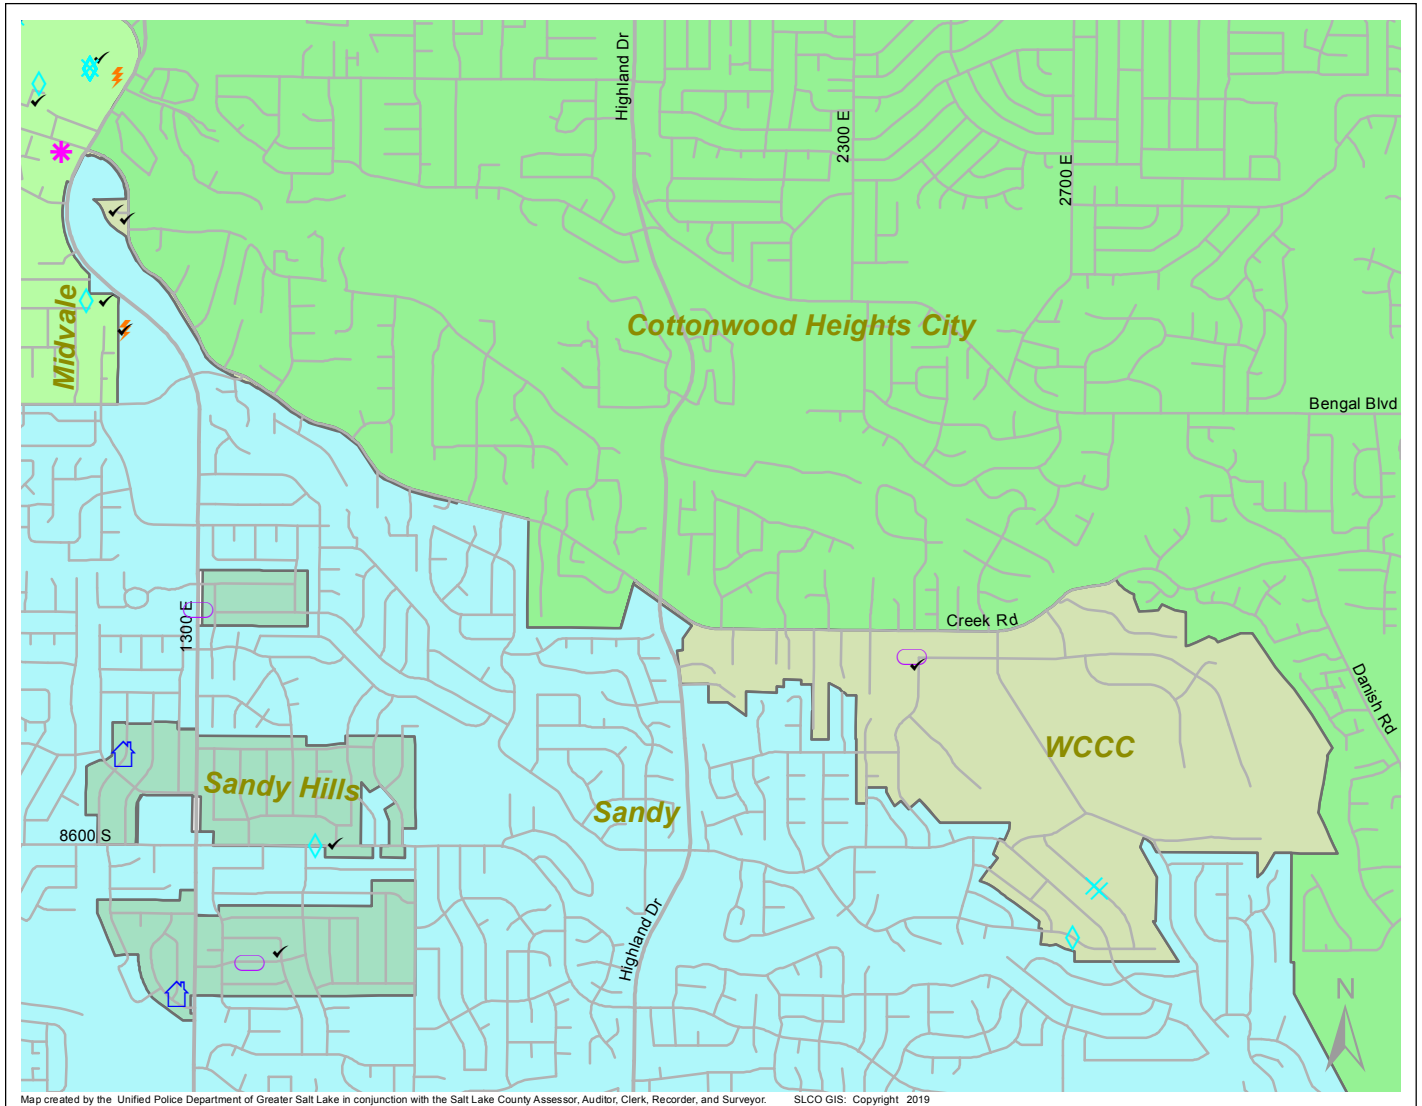 Highland Dr
2300 E
2700 E
Midvale
Cottonwood Heights City
Bengal Blvd
1300 E
Creek Rd
Danish Rd
WCCC
Sandy Hills
Sandy
8600 S
Highland Dr
N
Map created by the Unified Police Department of Greater Salt Lake in conjunction with the Salt Lake County Assessor, Auditor, Clerk, Recorder, and Surveyor. SLCO GIS: Copyright 2019